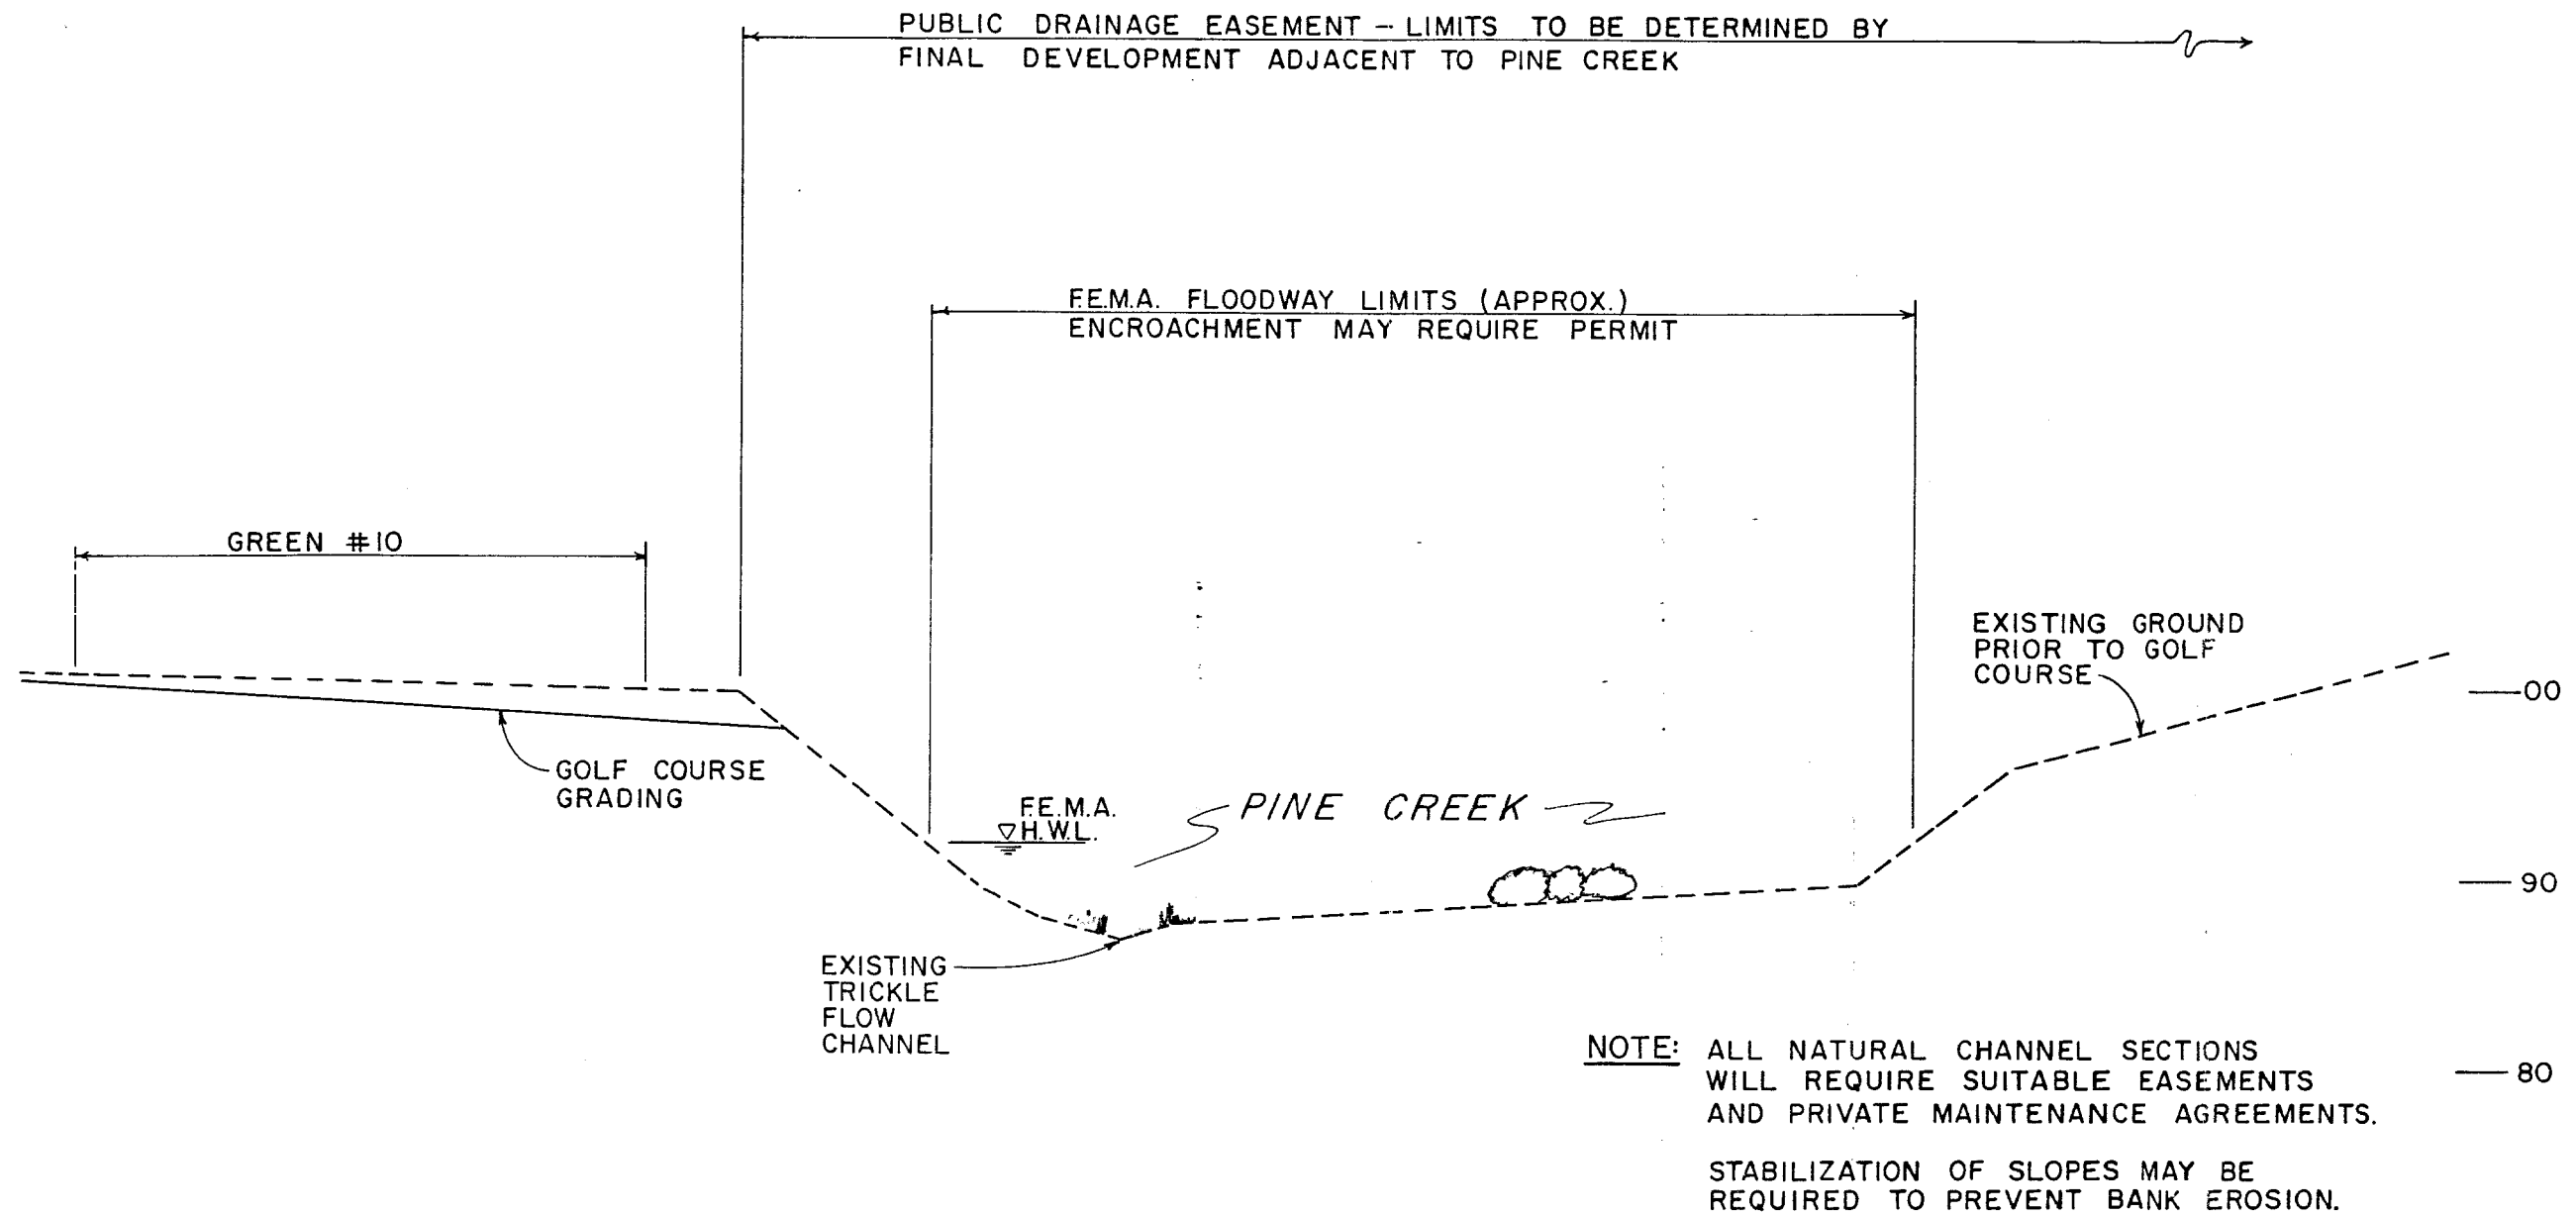 PUBLIC DRAINAGE EASEMENT – LIMITS TO BE DETERMINED BY
FINAL DEVELOPMENT ADJACENT TO PINE CREEK
F.E.M.A. FLOODWAY LIMITS (APPROX.)
ENCROACHMENT MAY REQUIRE PERMIT
GREEN #10
EXISTING GROUND
PRIOR TO GOLF
COURSE
00
GOLF COURSE
GRADING
F.E.M.A.
H.W.L.
PINE CREEK
90
EXISTING
TRICKLE
FLOW
CHANNEL
NOTE: ALL NATURAL CHANNEL SECTIONS
WILL REQUIRE SUITABLE EASEMENTS
AND PRIVATE MAINTENANCE AGREEMENTS.
80
STABILIZATION OF SLOPES MAY BE
REQUIRED TO PREVENT BANK EROSION.